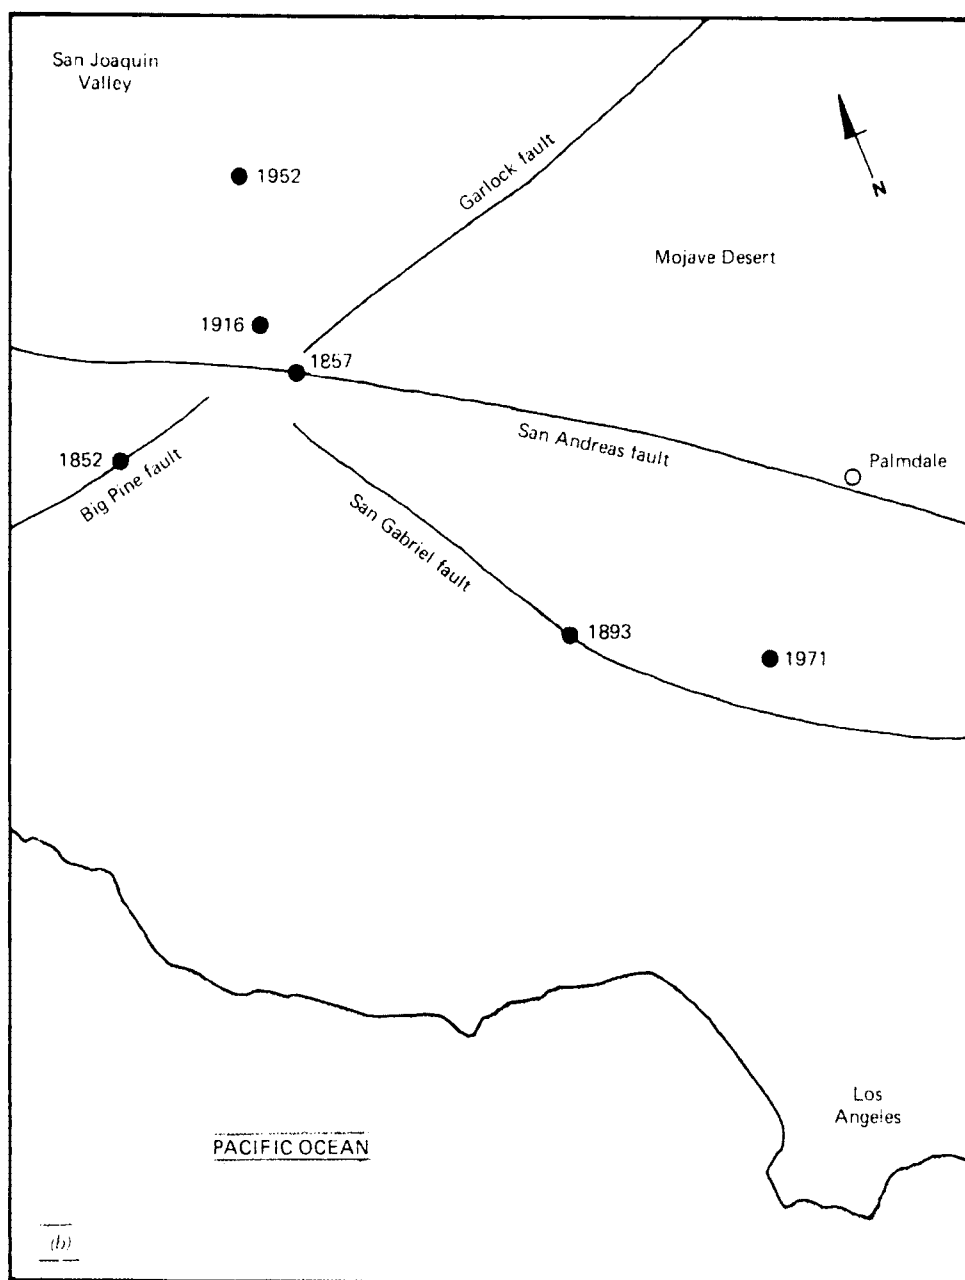 San Joaquin
Valley
1952
Garlock fault
N
Mojave Desert
1916
1857
San Andreas fault
Palmdale
1852
Big Pine fault
San Gabriel fault
1893
1971
Los
Angeles
PACIFIC OCEAN
(b)